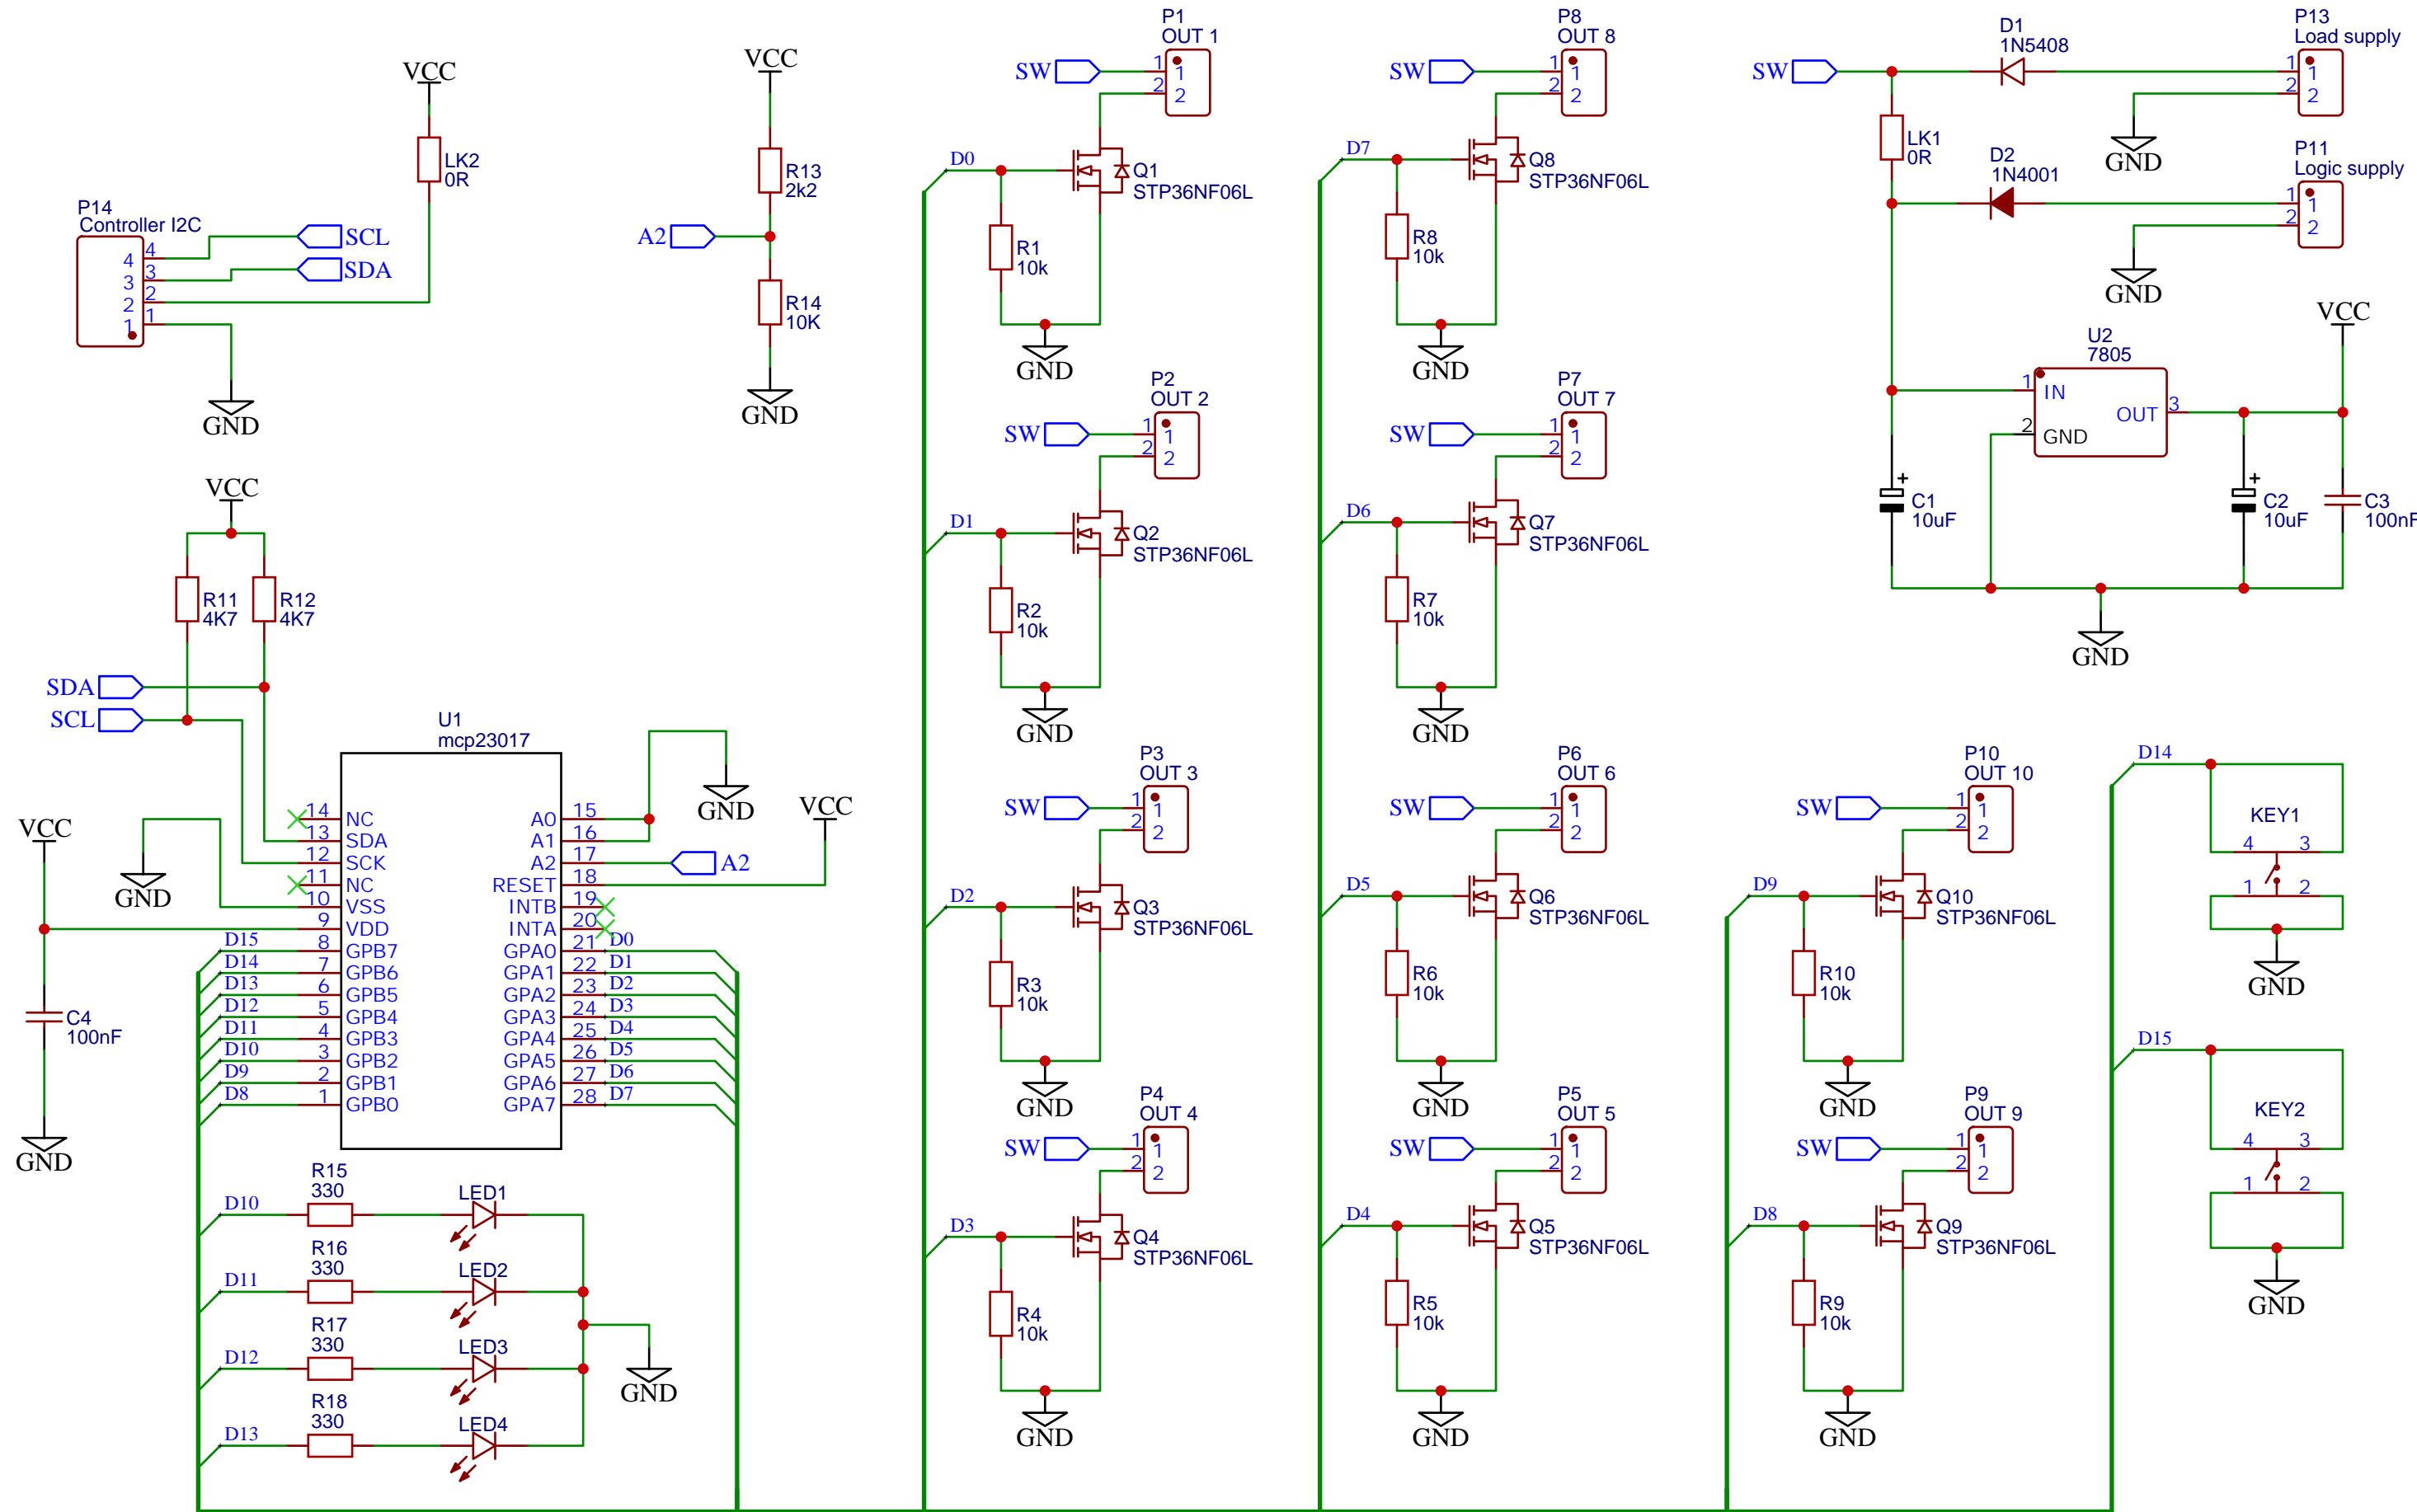 P14
Controller I2C
4
3
2
1
4
3
2
1
SCL
SDA
VCC
LK2
0R
GND
VCC
R13
2k2
A2
R14
10K
GND
P1
OUT 1
SW
1
2
1
2
D0
Q1
STP36NF06L
R1
10k
GND
P8
OUT 8
SW
1
2
1
2
D7
Q8
STP36NF06L
R8
10k
GND
SW
D1
1N5408
P13
Load supply
1
2
1
2
GND
LK1
0R
D2
1N4001
P11
Logic supply
1
2
1
2
GND
VCC
U2
7805
1
IN
OUT
3
2
GND
C1
10uF
C2
10uF
C3
100nF
GND
P2
OUT 2
SW
1
2
1
2
D1
Q2
STP36NF06L
R2
10k
GND
P7
OUT 7
SW
1
2
1
2
D6
Q7
STP36NF06L
R7
10k
GND
VCC
R11
4K7
R12
4K7
SDA
SCL
U1
mcp23017
GND
VCC
VCC
GND
14 NC A0 15
13 SDA A1 16
12 SCK A2 17 A2
11 NC RESET 18
10 VSS INTB 19
9 VDD INTA 20
D15 8 GPB7 GPA0 21 D0
D14 7 GPB6 GPA1 22 D1
D13 6 GPB5 GPA2 23 D2
D12 5 GPB4 GPA3 24 D3
D11 4 GPB3 GPA4 25 D4
D10 3 GPB2 GPA5 26 D5
D9 2 GPB1 GPA6 27 D6
D8 1 GPB0 GPA7 28 D7
C4
100nF
GND
P3
OUT 3
SW
1
2
1
2
D2
Q3
STP36NF06L
R3
10k
GND
P6
OUT 6
SW
1
2
1
2
D5
Q6
STP36NF06L
R6
10k
GND
P10
OUT 10
SW
1
2
1
2
D9
Q10
STP36NF06L
R10
10k
GND
D14
KEY1
4 3
1 2
GND
D15
KEY2
4 3
1 2
GND
P4
OUT 4
SW
1
2
1
2
D3
Q4
STP36NF06L
R4
10k
GND
P5
OUT 5
SW
1
2
1
2
D4
Q5
STP36NF06L
R5
10k
GND
P9
OUT 9
SW
1
2
1
2
D8
Q9
STP36NF06L
R9
10k
GND
R15
330
D10
LED1
R16
330
D11
LED2
R17
330
D12
LED3
R18
330
D13
LED4
GND